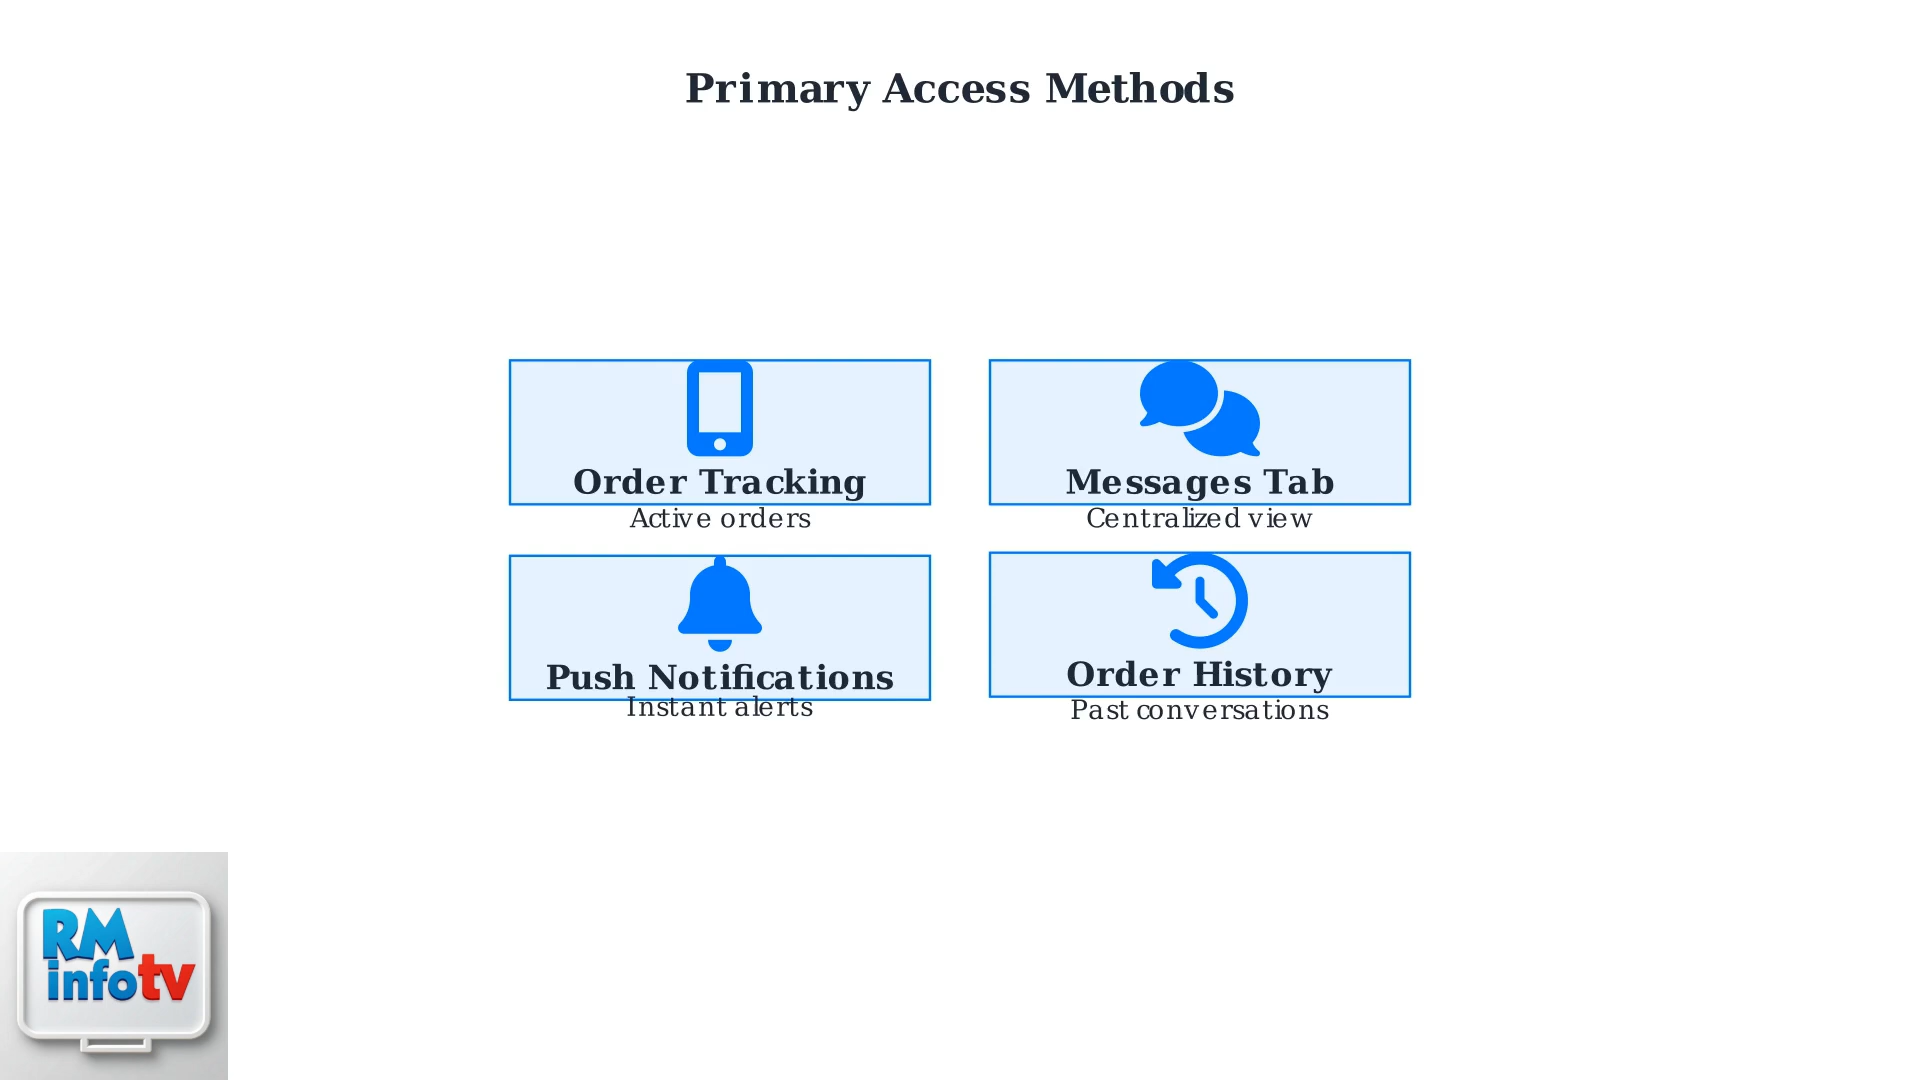 Primary Access Methods
Order Tracking
Active orders
Messages Tab
Centralized view
Push Notifications
Instant alerts
Order History
Past conversations
RM
infotv